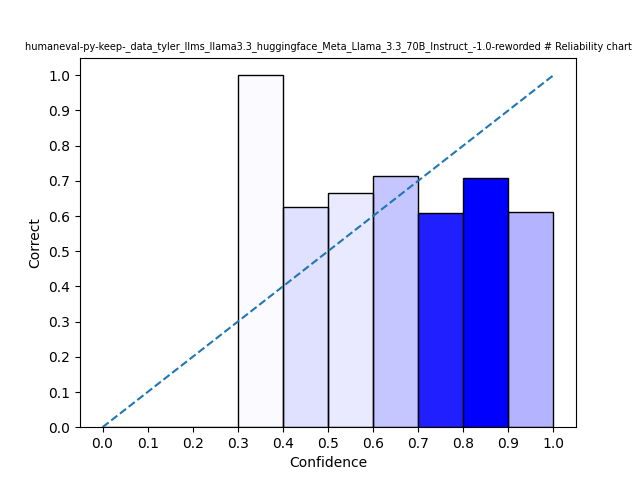 humaneval-py-keep-_data_tyler_llms_llama3.3_huggingface_Meta_Llama_3.3_70B_Instruct_-1.0-reworded # Reliability chart
1.0
0.9
0.8
0.7
0.6
0.5
0.4
0.3
0.2
0.1
0.0
Correct
0.0 0.1 0.2 0.3 0.4 0.5 0.6 0.7 0.8 0.9 1.0
Confidence